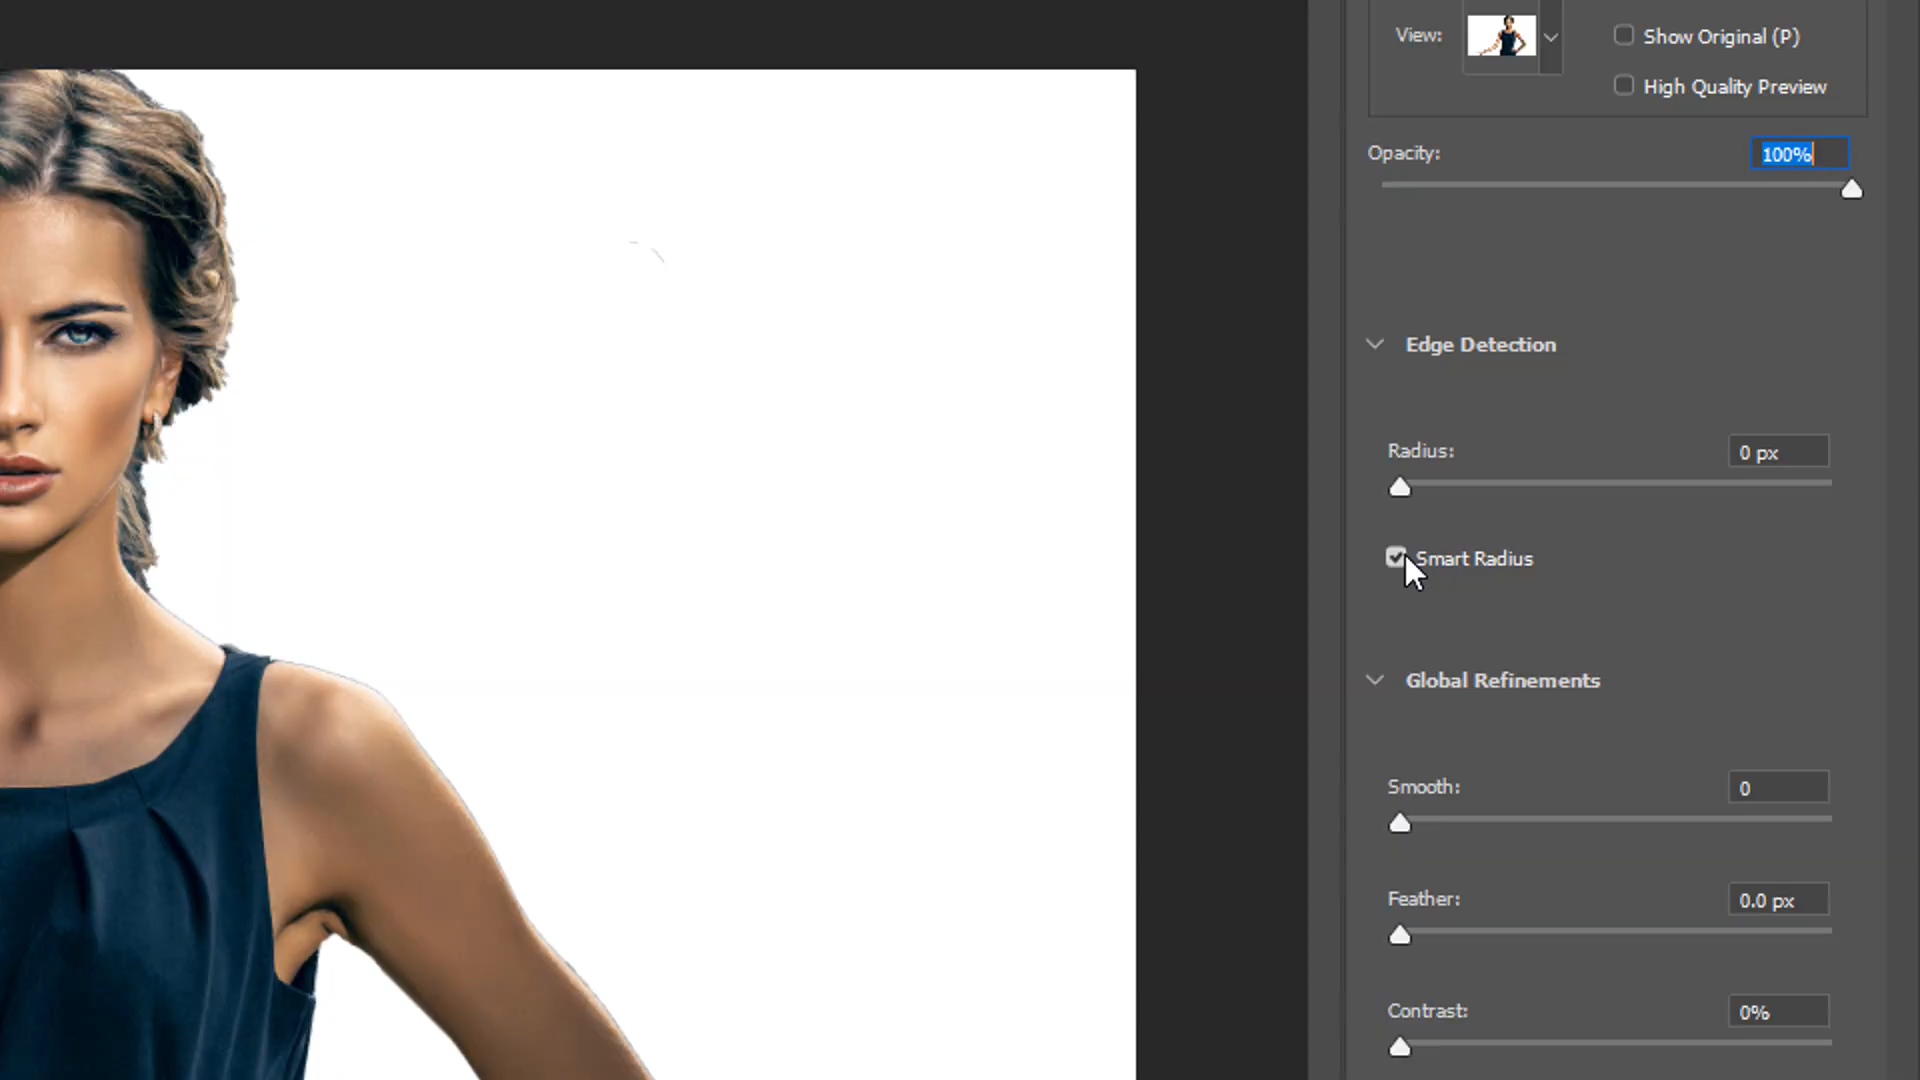 View:
Show Original (P)
High Quality Preview
Opacity:
100%
Edge Detection
Radius:
0 px
Smart Radius
Global Refinements
Smooth:
0
Feather:
0.0 px
Contrast:
0%